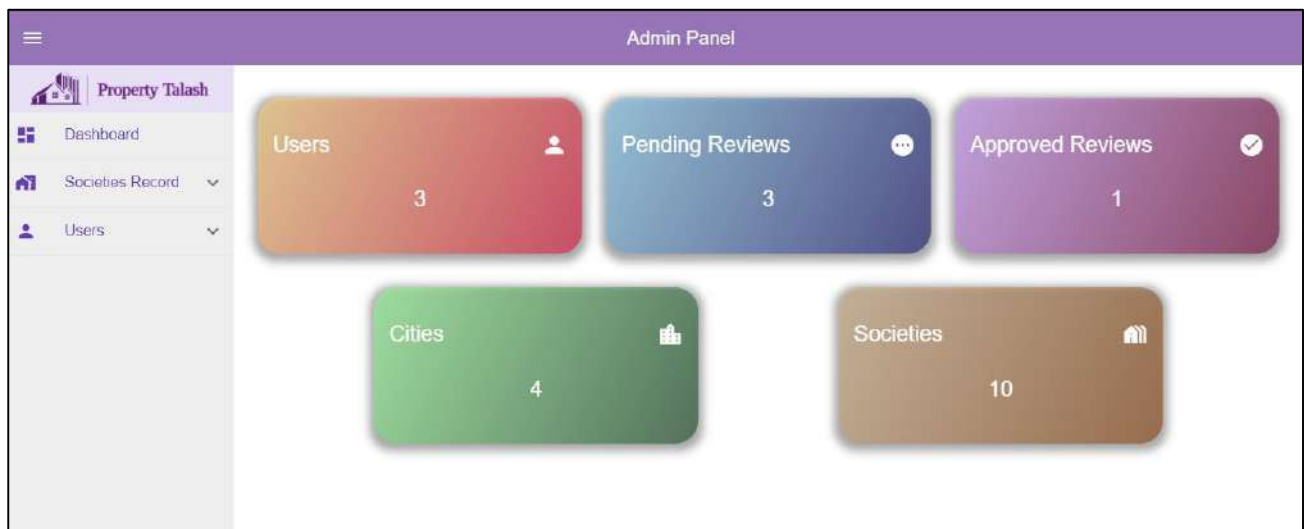 Admin Panel
Property Talash
Dashboard
Societies Record
Users
Users
3
Pending Reviews
3
Approved Reviews
1
Cities
4
Societies
10